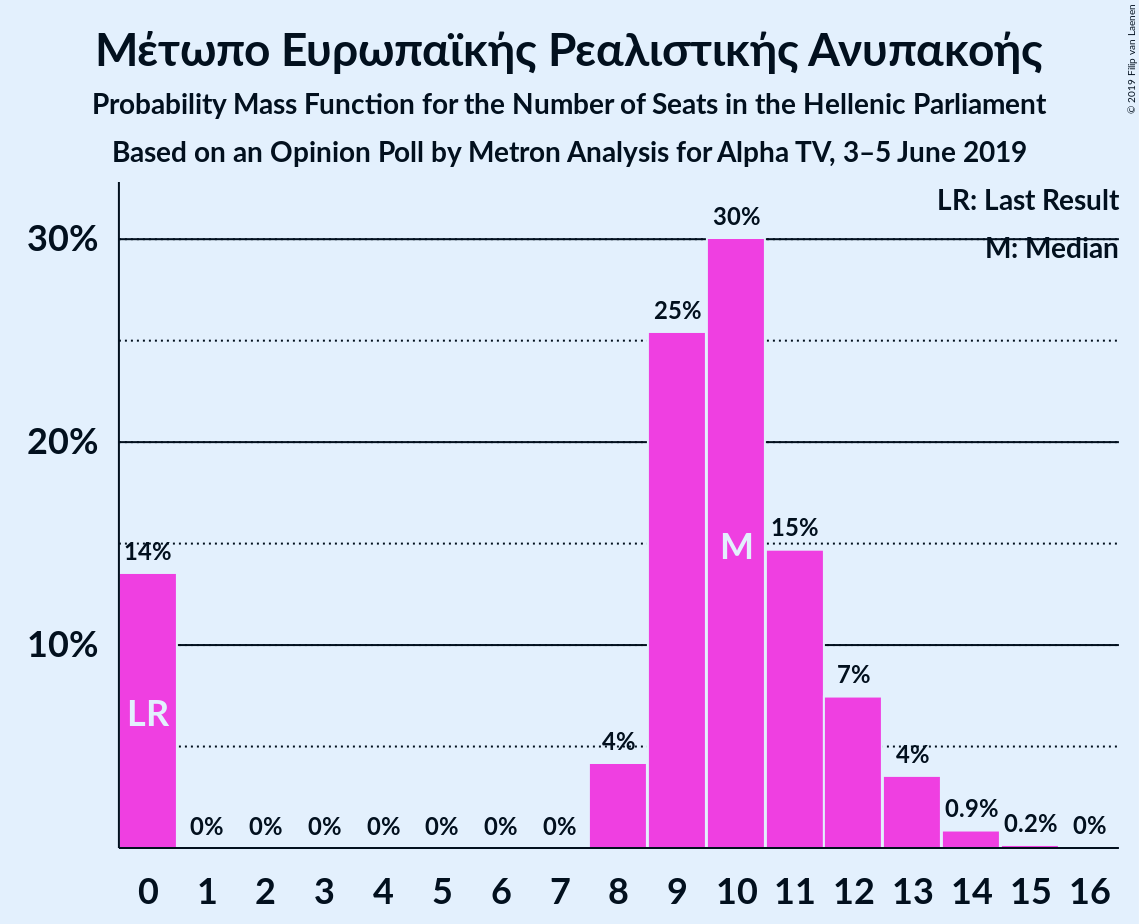 Μέτωπο Ευρωπαϊκής Ρεαλιστικής Ανυπακοής
Probability Mass Function for the Number of Seats in the Hellenic Parliament
Based on an Opinion Poll by Metron Analysis for Alpha TV, 3–5 June 2019
© 2019 Filip van Laenen
LR: Last Result
M: Median
30%
20%
10%
14% 0% 0% 0% 0% 0% 0% 0% 4% 25% 30% 15% 7% 4% 0.9% 0.2% 0%
LR
M
0 1 2 3 4 5 6 7 8 9 10 11 12 13 14 15 16